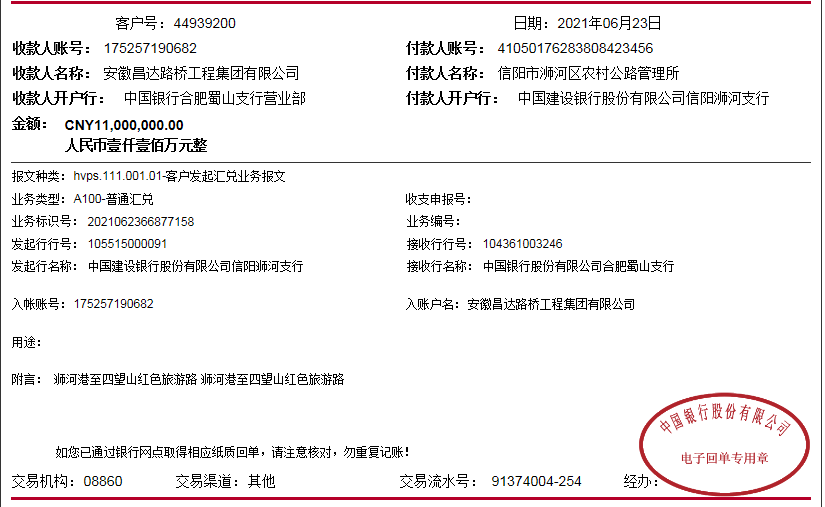 客户号：44939200 日期：2021年06月23日
收款人账号：175257190682 付款人账号：41050176283808423456
收款人名称：安徽昌达路桥工程集团有限公司 付款人名称：信阳市浉河区农村公路管理所
收款人开户行：中国银行合肥蜀山支行营业部 付款人开户行：中国建设银行股份有限公司信阳浉河支行
金额：CNY11,000,000.00
人民币壹仟壹佰万元整
报文种类：hvps.111.001.01-客户发起汇兑业务报文
业务类型：A100-普通汇兑 收支申报号：
业务标识号：2021062366877158 业务编号：
发起行行号：105515000091 接收行行号：104361003246
发起行名称：中国建设银行股份有限公司信阳浉河支行 接收行名称：中国银行股份有限公司合肥蜀山支行
入帐账号：175257190682 入账户名：安徽昌达路桥工程集团有限公司
用途：
附言：浉河港至四望山红色旅游路 浉河港至四望山红色旅游路
中国银行股份有限公司
电子回单专用章
如您已通过银行网点取得相应纸质回单，请注意核对，勿重复记账！
交易机构：08860 交易渠道：其他 交易流水号：91374004-254 经办：